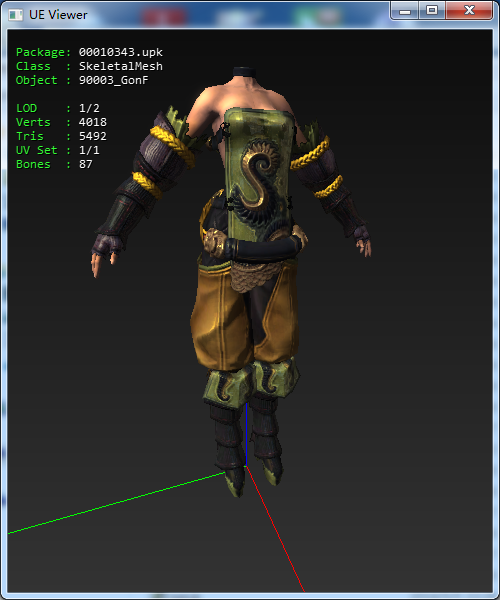 UE Viewer
Package: 00010343.upk
Class : SkeletalMesh
Object : 90003_GonF
LOD : 1/2
Verts : 4018
Tris : 5492
UV Set : 1/1
Bones : 87